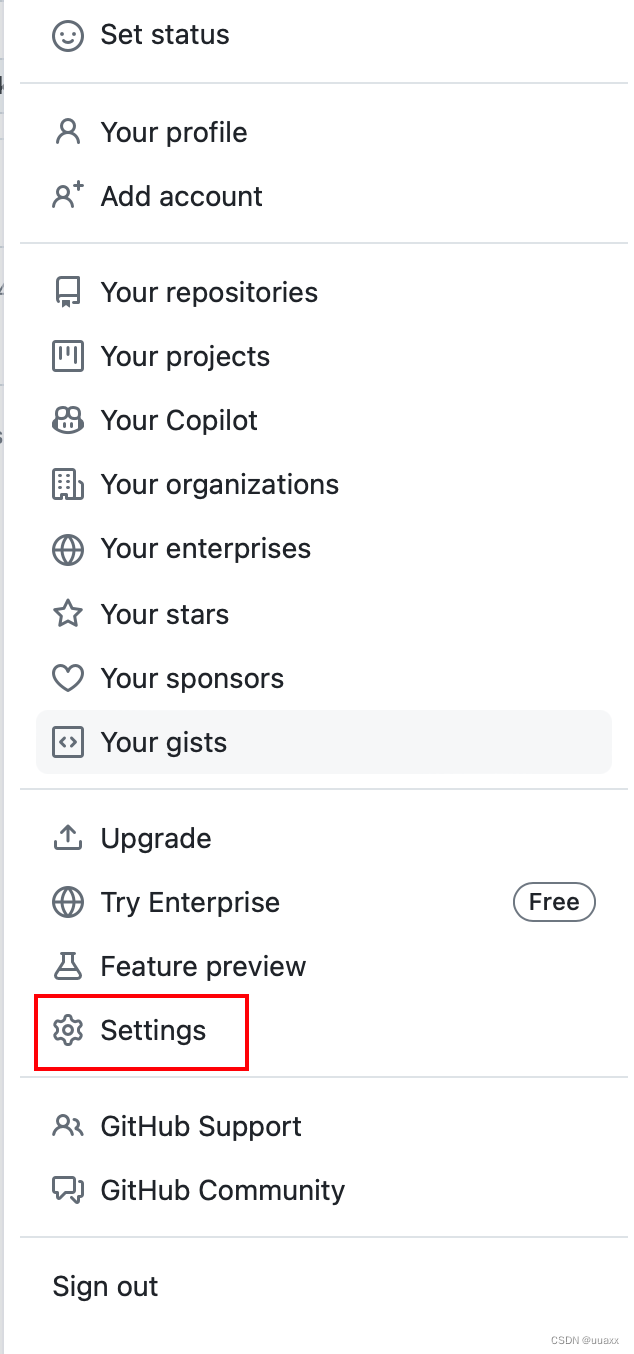 Set status
Your profile
Add account
Your repositories
Your projects
Your Copilot
Your organizations
Your enterprises
Your stars
Your sponsors
Your gists
Upgrade
Try Enterprise Free
Feature preview
Settings
GitHub Support
GitHub Community
Sign out
CSDN @uuaxx